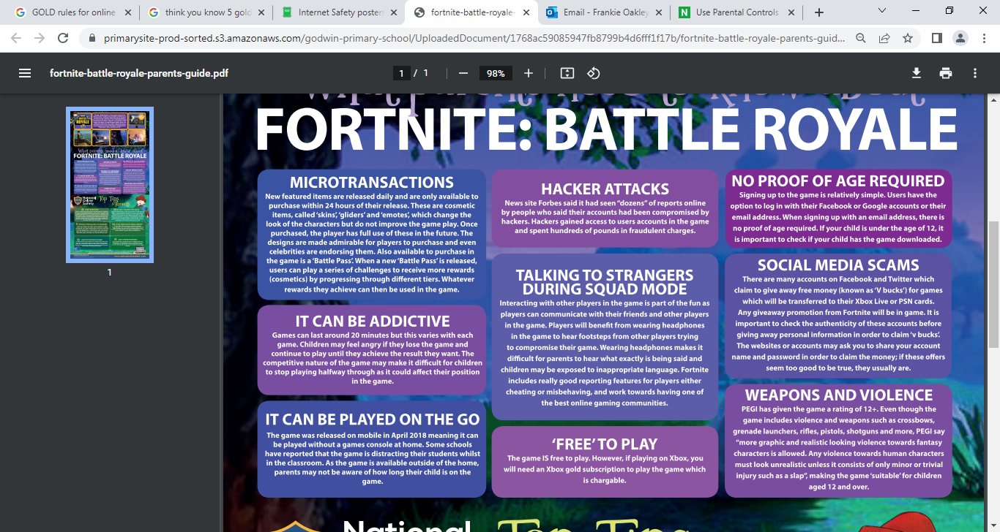 GOLD rules for online
think you know 5 gold
Internet Safety posters
fortnite-battle-royale-
Email - Frankie Oakley
Use Parental Controls
primarysite-prod-sorted.s3.amazonaws.com/godwin-primary-school/UploadedDocument/1768ac59085947fb8799b4d6fff1f17b/fortnite-battle-royale-parents-guid...
fortnite-battle-royale-parents-guide.pdf
1 / 1
98%
What parents need to know about
FORTNITE: BATTLE ROYALE
1
MICROTRANSACTIONS
New featured items are released daily and are only available to
purchase within 24 hours of their release. These are cosmetic
items, called ‘skins’, ‘gliders’ and ‘emotes’, which change the
look of the characters but do not improve the game play. Once
purchased, the player has full use of these in the future. The
designs are made admirable for players to purchase and even
celebrities are endorsing them. Also available to purchase in
the game is a ‘Battle Pass’. When a new ‘Battle Pass’ is released,
users can play a series of challenges to receive more rewards
(cosmetics) by progressing through different tiers. Whatever
rewards they achieve can then be used in the game.
IT CAN BE ADDICTIVE
Games can last around 20 minutes but this varies with each
game. Children may feel angry if they lose the game and
continue to play until they achieve the result they want. The
competitive nature of the game may make it difficult for children
to stop playing halfway through as it could affect their position
in the game.
IT CAN BE PLAYED ON THE GO
The game was released on mobile in April 2018 meaning it can
be played without a games console at home. Some schools
have reported that the game is distracting their students whilst
in the classroom. As the game is available outside of the home,
parents may not be aware of how long their child is on the
game.
HACKER ATTACKS
News site Forbes said it had seen “dozens” of reports online
by people who said their accounts had been compromised by
hackers. Hackers gained access to users accounts in the game
and spent hundreds of pounds in fraudulent charges.
TALKING TO STRANGERS
DURING SQUAD MODE
Interacting with other players in the game is part of the fun as
players can communicate with their friends and other players
in the game. Players will benefit from wearing headphones
in the game to hear footsteps from other players trying
to compromise their game. Wearing headphones makes it
difficult for parents to hear what exactly is being said and
children may be exposed to inappropriate language. Fortnite
includes really good reporting features for players either
cheating or misbehaving, and work towards having one of
the best online gaming communities.
‘FREE’ TO PLAY
The game IS free to play. However, if playing on Xbox, you
will need an Xbox gold subscription to play the game which
is chargable.
NO PROOF OF AGE REQUIRED
Signing up to the game is relatively simple. Users have the
option to log in with their Facebook or Google accounts or their
email address. When signing up with an email address, there is
no proof of age required. If your child is under the age of 12, it
is important to check if your child has the game downloaded.
SOCIAL MEDIA SCAMS
There are many accounts on Facebook and Twitter which
claim to give away free money (known as ‘V bucks’) for games
which will be transferred to their Xbox Live or PSN cards.
Any giveaway promotion from Fortnite will be in game. It is
important to check the authenticity of these accounts before
giving away personal information in order to claim ‘v bucks’.
The websites or accounts may ask you to share your account
name and password in order to claim the money; if these offers
seem too good to be true, they usually are.
WEAPONS AND VIOLENCE
PEGI has given the game a rating of 12+. Even though the
game includes violence and weapons such as crossbows,
grenade launchers, rifles, pistols, shotguns and more, PEGI say
“more graphic and realistic looking violence towards fantasy
characters is allowed. Any violence towards human characters
must look unrealistic unless it consists of only minor or trivial
injury such as a slap”, making the game ‘suitable’ for children
aged 12 and over.
National Top Tips